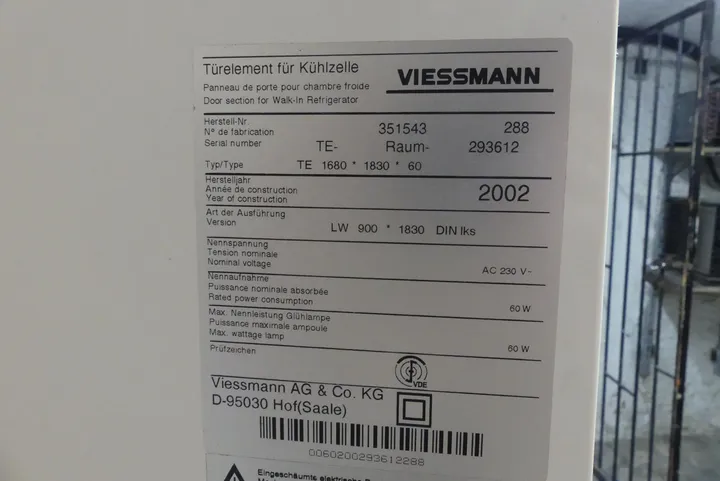 Türelement für Kühlzelle
VIESSMANN
Panneau de porte pour chambre froide
Door section for Walk-In Refrigerator
Herstell-Nr.
N° de fabrication 351543 288
Serial number TE- Raum- 293612
Typ/Type TE 1680 * 1830 * 60
Herstelljahr
Année de construction 2002
Year of construction
Art der Ausführung
Version LW 900 * 1830 DIN lks
Nennspannung
Tension nominale
Nominal voltage AC 230 V~
Nennaufnahme
Puissance nominale absorbée
Rated power consumption 60 W
Max. Nennleistung Glühlampe
Puissance maximale ampoule
Max. wattage lamp 60 W
Prüfzeichen
VDE
Viessmann AG & Co. KG
D-95030 Hof(Saale)
0060200293612288
Eingeschäumte elektrische